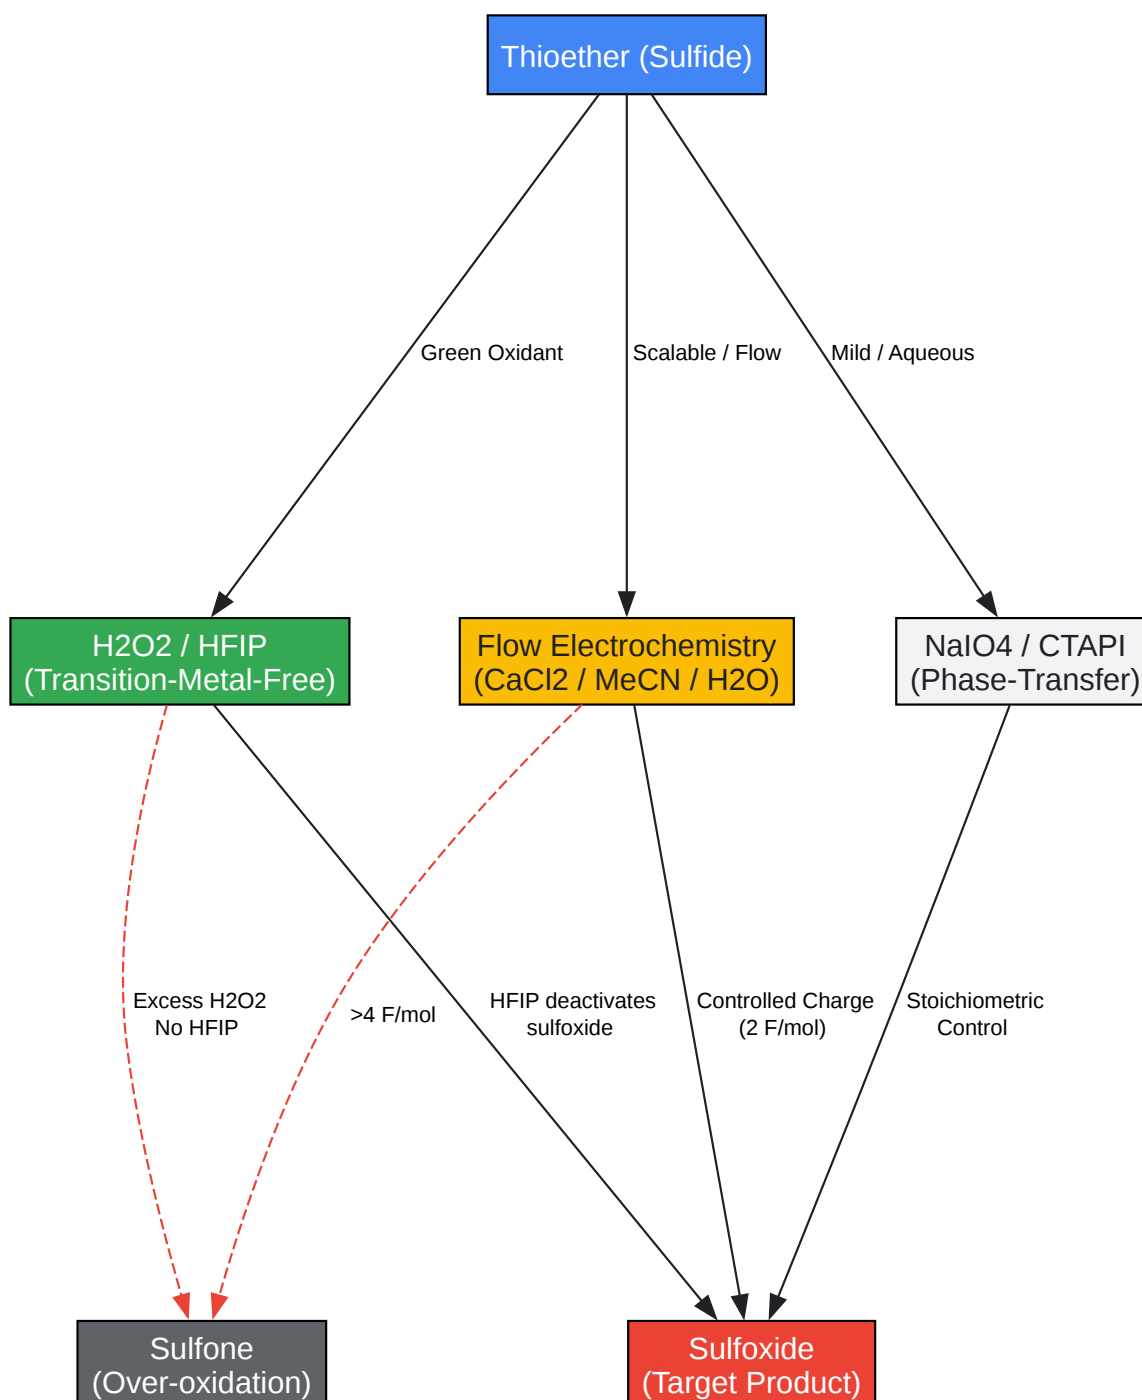 Thioether (Sulfide)
Green Oxidant
Scalable / Flow
Mild / Aqueous
H2O2 / HFIP
(Transition-Metal-Free)
Flow Electrochemistry
(CaCl2 / MeCN / H2O)
NaIO4 / CTAPI
(Phase-Transfer)
Excess H2O2
No HFIP
>4 F/mol
HFIP deactivates
sulfoxide
Controlled Charge
(2 F/mol)
Stoichiometric
Control
Sulfone
(Over-oxidation)
Sulfoxide
(Target Product)